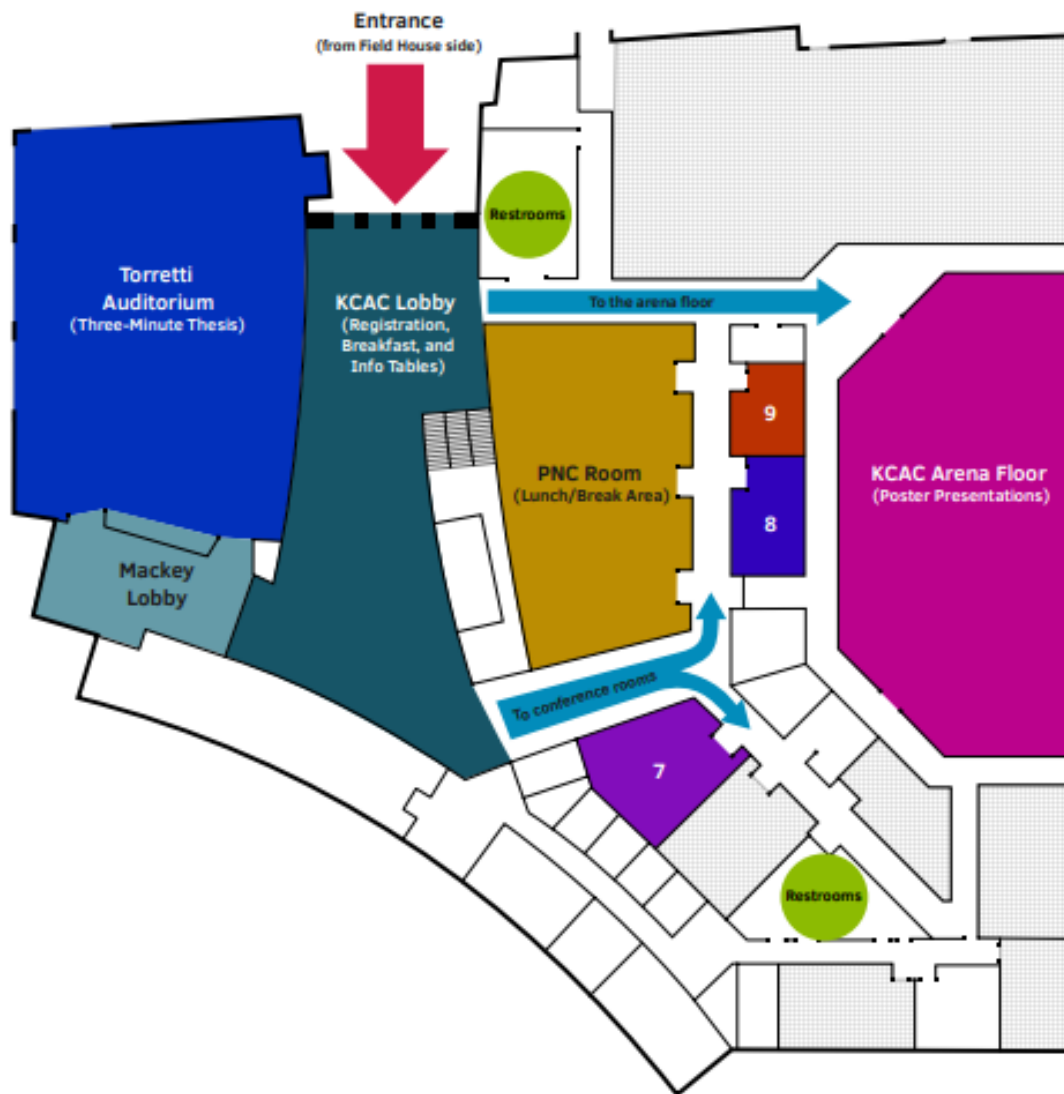 Entrance
(from Field House side)
Restrooms
Torretti
Auditorium
(Three-Minute Thesis)
KCAC Lobby
(Registration,
Breakfast, and
Info Tables)
To the arena floor
9
PNC Room
(Lunch/Break Area)
8
KCAC Arena Floor
(Poster Presentations)
Mackey
Lobby
To conference rooms
7
Restrooms